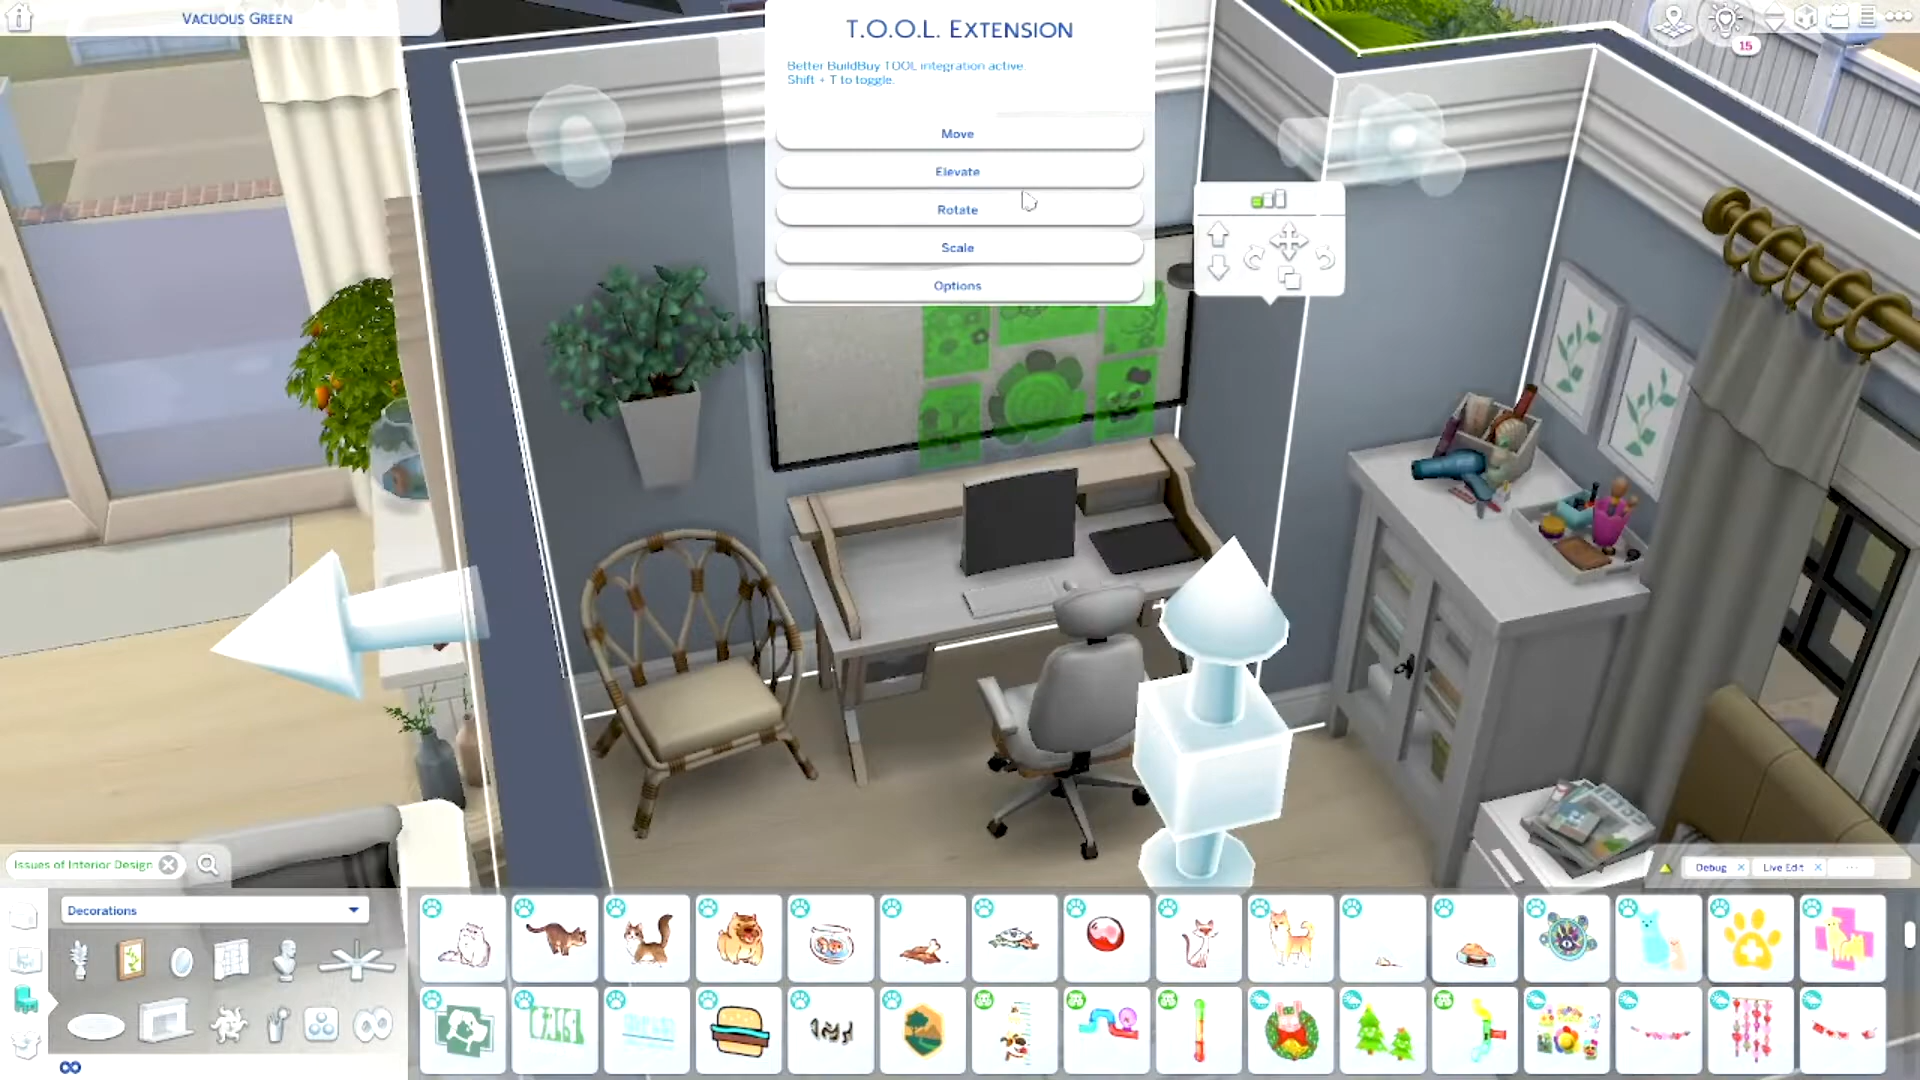 VACUOUS GREEN
T.O.O.L. EXTENSION
Better BuildBuy TOOL integration active.
Shift + T to toggle.
Move
Elevate
Rotate
Scale
Options
15
Issues of Interior Design
Decorations
Debug
Live Edit